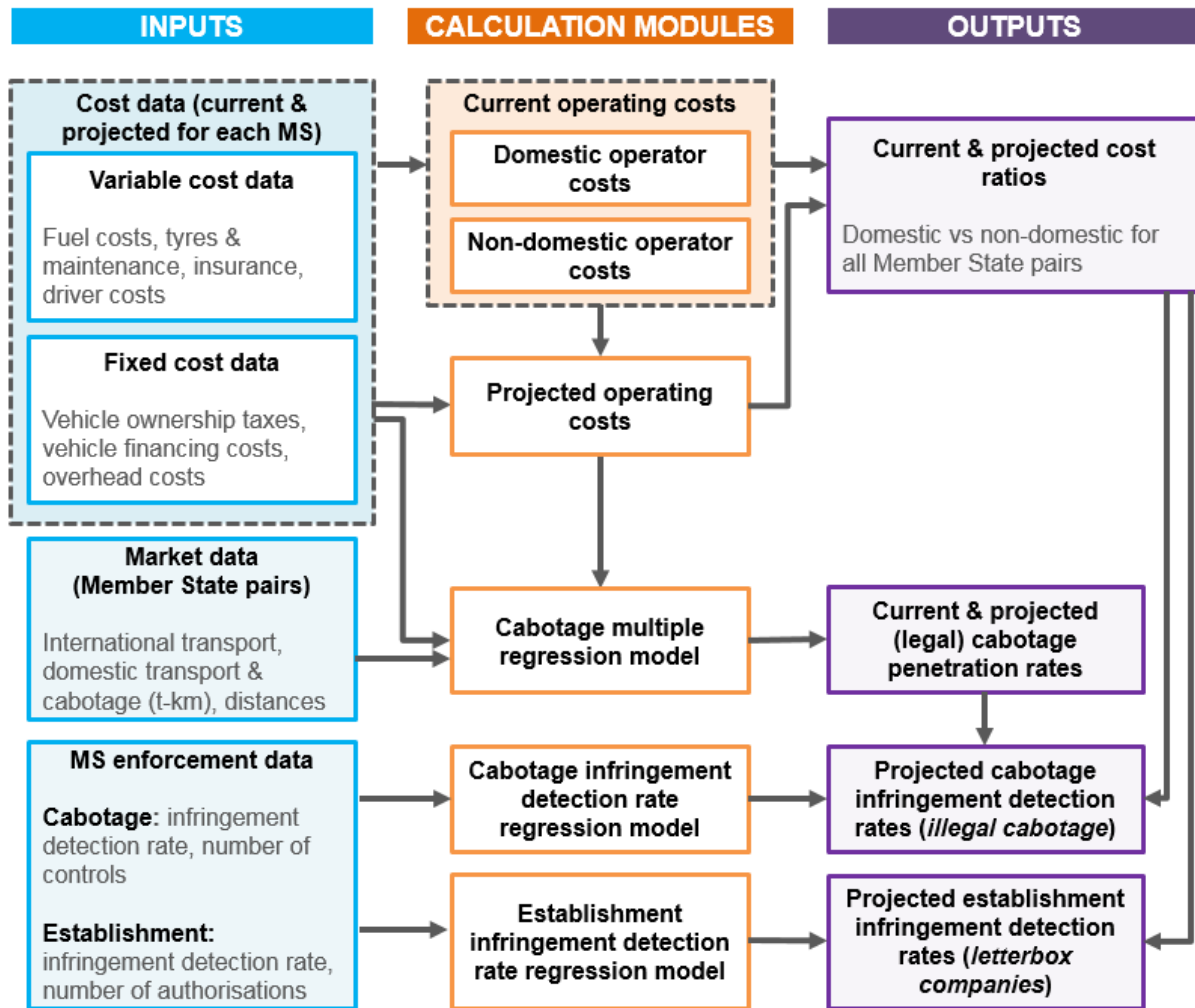 INPUTS
CALCULATION MODULES
OUTPUTS
Cost data (current &
projected for each MS)
Variable cost data
Fuel costs, tyres &
maintenance, insurance,
driver costs
Fixed cost data
Vehicle ownership taxes,
vehicle financing costs,
overhead costs
Market data
(Member State pairs)
International transport,
domestic transport &
cabotage (t-km), distances
MS enforcement data
Cabotage: infringement
detection rate, number of
controls
Establishment:
infringement detection rate,
number of authorisations
Current operating costs
Domestic operator
costs
Non-domestic operator
costs
Projected operating
costs
Cabotage multiple
regression model
Cabotage infringement
detection rate
regression model
Establishment
infringement detection
rate regression model
Current & projected cost
ratios
Domestic vs non-domestic for
all Member State pairs
Current & projected
(legal) cabotage
penetration rates
Projected cabotage
infringement detection
rates (illegal cabotage)
Projected establishment
infringement detection
rates (letterbox
companies)